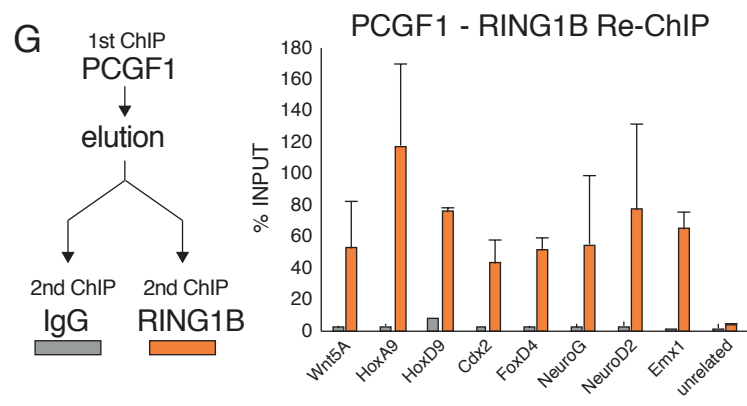 G
1st ChIP
PCGF1
elution
2nd ChIP 2nd ChIP
IgG RING1B
PCGF1 - RING1B Re-ChIP
% INPUT
180
160
140
120
100
80
60
40
20
0
Wnt5A
HoxA9
HoxD9
Cdx2
FoxD4
NeuroG
NeuroD2
Emx1
unrelated